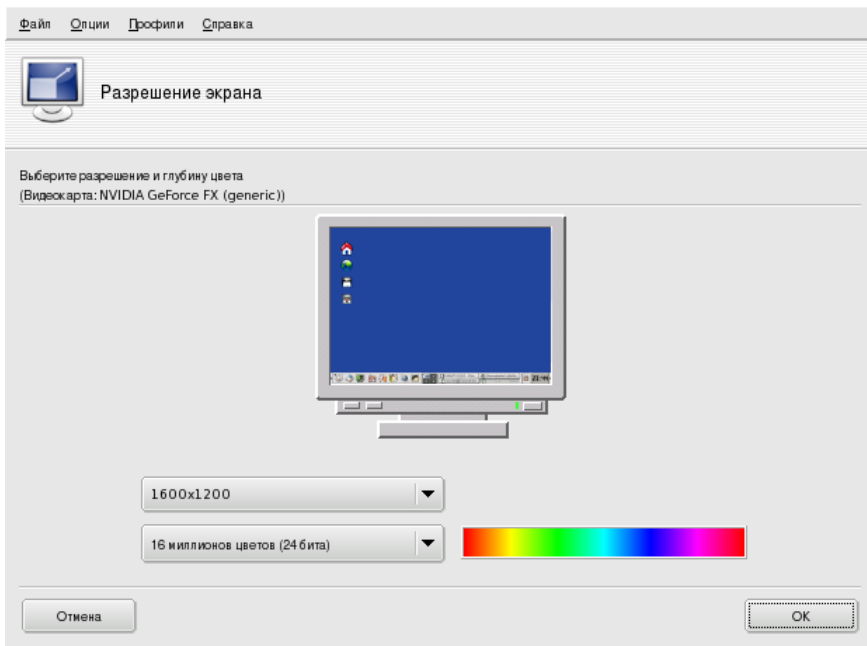 Файл Опции Профили Справка
Разрешение экрана
Выберите разрешение и глубину цвета
(Видеокарта: NVIDIA GeForce FX (generic))
1600x1200
16 миллионов цветов (24 бита)
Отмена OK